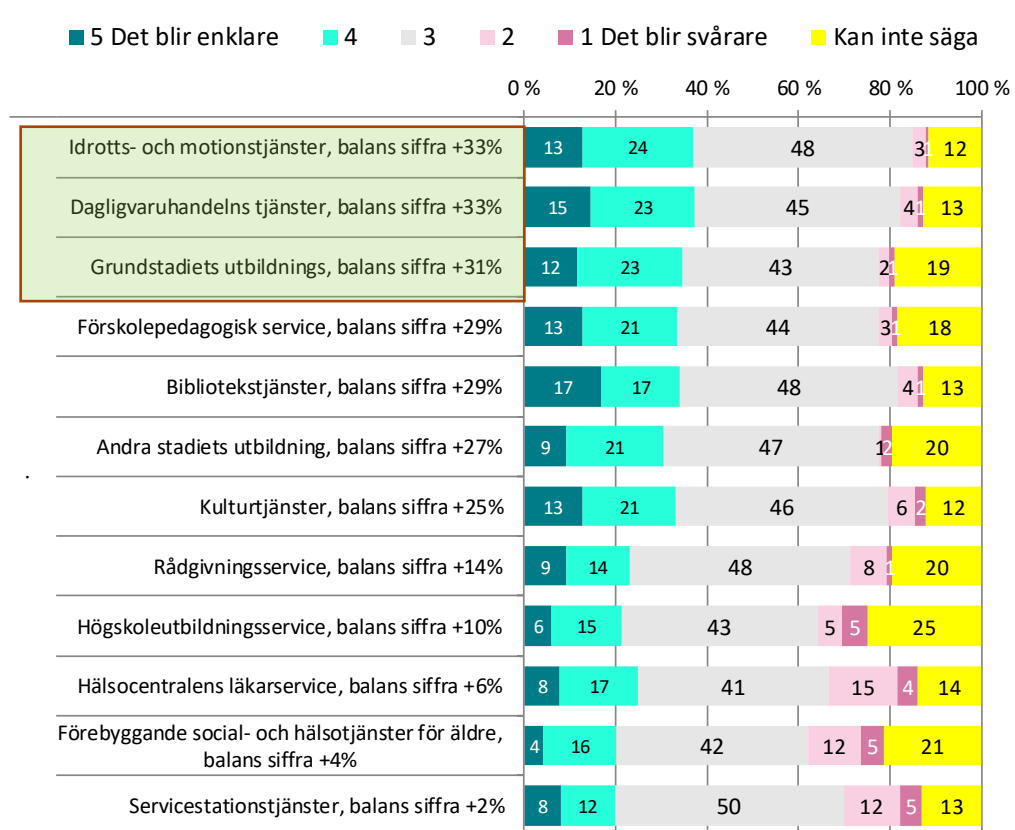 5 Det blir enklare 4 3 2 1 Det blir svårare Kan inte säga
0 % 20 % 40 % 60 % 80 % 100 %
Idrotts- och motionstjänster, balans siffra +33% 13 24 48 3 1 12
Dagligvaruhandelns tjänster, balans siffra +33% 15 23 45 4 1 13
Grundstadiets utbildnings, balans siffra +31% 12 23 43 2 1 19
Förskolepedagogisk service, balans siffra +29% 13 21 44 3 1 18
Bibliotekstjänster, balans siffra +29% 17 17 48 4 1 13
Andra stadiets utbildning, balans siffra +27% 9 21 47 1 2 20
.
Kulturtjänster, balans siffra +25% 13 21 46 6 2 12
Rådgivningsservice, balans siffra +14% 9 14 48 8 1 20
Högskoleutbildningsservice, balans siffra +10% 6 15 43 5 5 25
Hälsocentralens läkarservice, balans siffra +6% 8 17 41 15 4 14
Förebyggande social- och hälsotjänster för äldre,
balans siffra +4% 4 16 42 12 5 21
Servicestationstjänster, balans siffra +2% 8 12 50 12 5 13